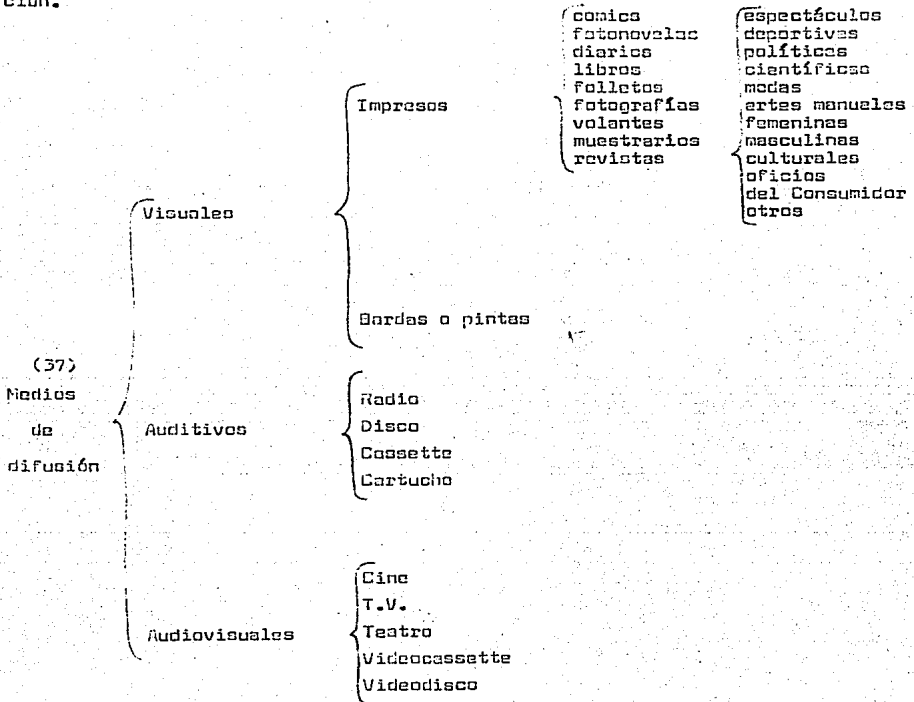 ción.
comics
fotonovelas
diarios
libros
folletos
fotografías
volantes
muestrarios
revistas
espectáculos
deportivas
políticas
científicas
modas
artes manuales
femeninas
masculinas
culturales
oficios
del Consumidor
otros
Impresos
Visuales
Bardas o pintas
(37)
Medios
de
difusión
Auditivos
Radio
Disco
Cassette
Cartucho
Audiovisuales
Cine
T.V.
Teatro
Videocassette
Videodisco